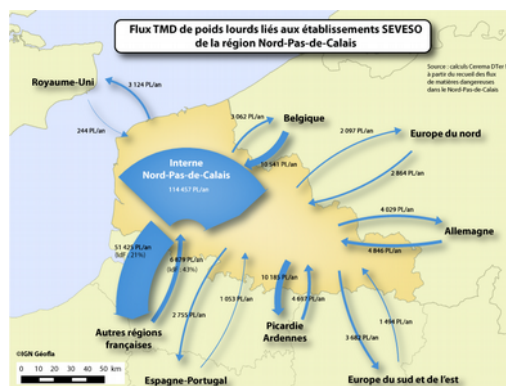 Flux TMD de poids lourds liés aux établissements SEVESO
de la région Nord-Pas-de-Calais
Source : calculs Cerema DTer
à partir du recueil des flux
de matières dangereuses
dans le Nord-Pas-de-Calais
Royaume-Uni
3 124 PL/an
244 PL/an
3 062 PL/an
Belgique
10 541 PL/an
2 097 PL/an
Europe du nord
2 864 PL/an
Interne
Nord-Pas-de-Calais
114 457 PL/an
4 029 PL/an
Allemagne
4 846 PL/an
51 425 PL/an
(IdF : 21%)
6 879 PL/an
(IdF : 43%)
10 185 PL/an
4 697 PL/an
1 053 PL/an
2 755 PL/an
1 494 PL/an
3 682 PL/an
Autres régions
françaises
Picardie
Ardennes
©IGN Géofla
0 10 20 30 40 50 km
Espagne-Portugal
Europe du sud et de l'est